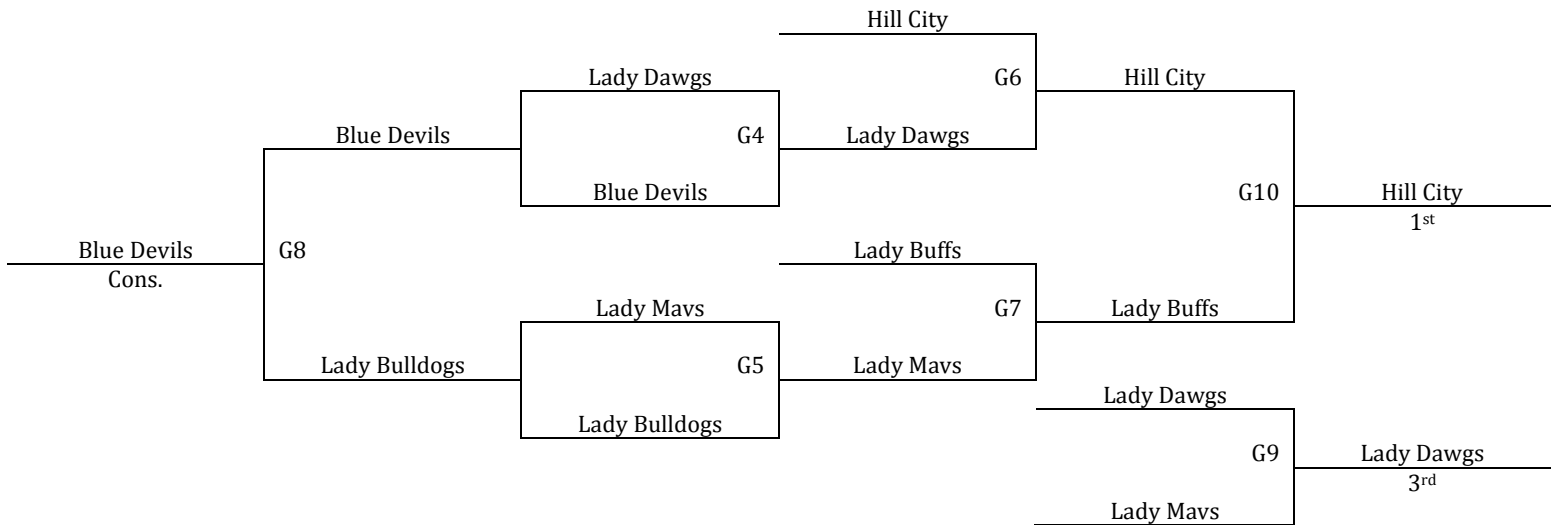 Hill City
Lady Dawgs
G6
Hill City
Blue Devils
G4
Lady Dawgs
Blue Devils
G10
Hill City
1st
Blue Devils
Cons.
G8
Lady Buffs
Lady Mavs
G7
Lady Buffs
Lady Bulldogs
G5
Lady Mavs
Lady Dawgs
Lady Bulldogs
G9
Lady Dawgs
3rd
Lady Mavs